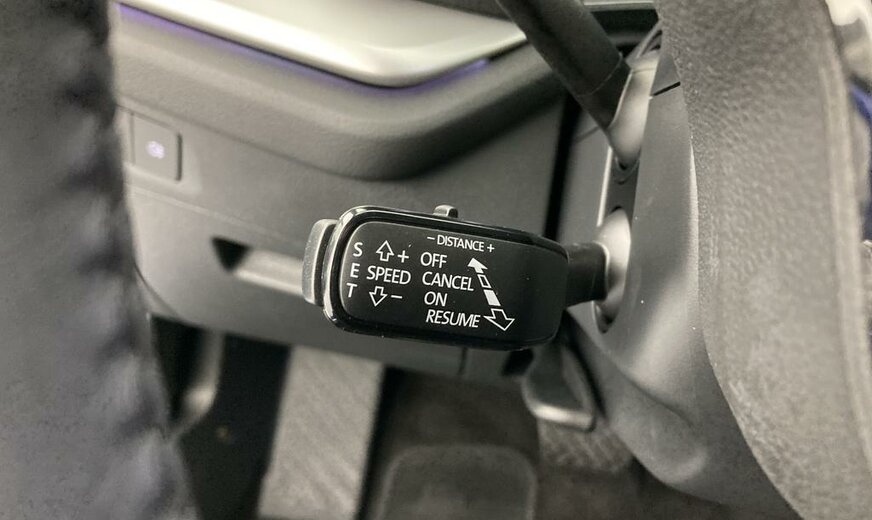 − DISTANCE +
S + OFF
E SPEED CANCEL
T − ON
RESUME